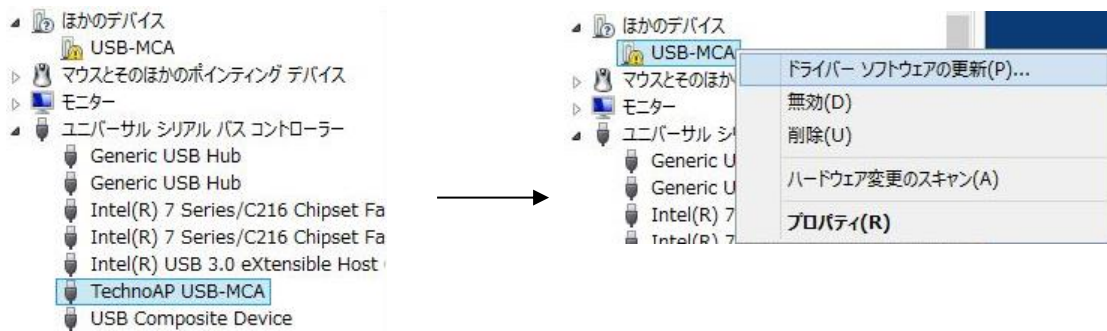 ほかのデバイス
USB-MCA
マウスとそのほかのポインティング デバイス
モニター
ユニバーサル シリアル バス コントローラー
Generic USB Hub
Generic USB Hub
Intel(R) 7 Series/C216 Chipset Fa
Intel(R) 7 Series/C216 Chipset Fa
Intel(R) USB 3.0 eXtensible Host
TechnoAP USB-MCA
USB Composite Device
ほかのデバイス
USB-MCA
マウスとそのほか
モニター
ユニバーサル シ
Generic U
Generic U
Intel(R) 7
Intel(R) 7
ドライバー ソフトウェアの更新(P)...
無効(D)
削除(U)
ハードウェア変更のスキャン(A)
プロパティ(R)